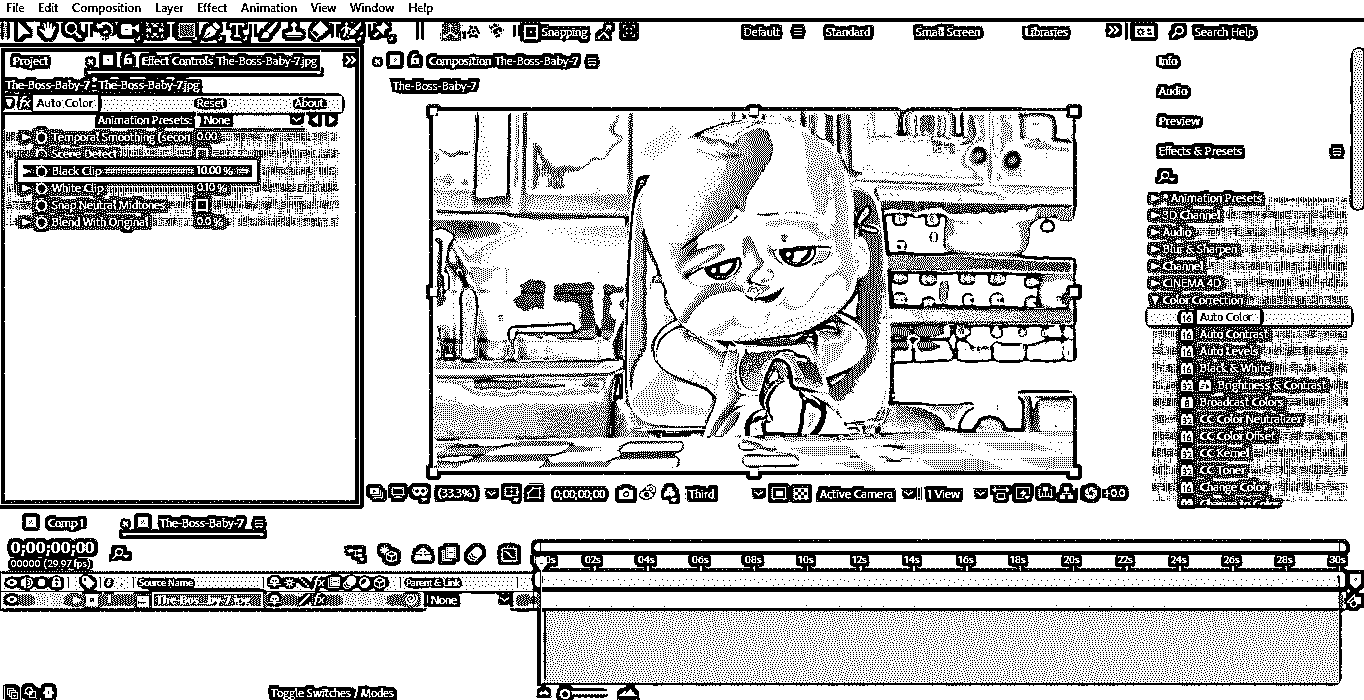 File Edit Composition Layer Effect Animation View Window Help
Snapping Default Standard Small Screen Libraries Search Help
Project Effect Controls The-Boss-Baby-7.jpg
The-Boss-Baby-7 - The-Boss-Baby-7.jpg
fx Auto Color Reset About...
Animation Presets: None
Temporal Smoothing (secon 0.00
Scene Detect
Black Clip 10.00 %
White Clip 0.10 %
Snap Neutral Midtones
Blend With Original 0.0 %
Composition The-Boss-Baby-7
The-Boss-Baby-7
(33.3%) 0;00;00;00 Third Active Camera 1 View +0.0
Info
Audio
Preview
Effects & Presets
* Animation Presets
3D Channel
Audio
Blur & Sharpen
Channel
CINEMA 4D
Color Correction
Auto Color
Auto Contrast
Auto Levels
Black & White
Brightness & Contrast
Broadcast Colors
CC Color Neutralizer
CC Color Offset
CC Kernel
CC Toner
Change Color
Comp 1 The-Boss-Baby-7
0;00;00;00
00000 (29.97 fps)
Source Name Parent & Link
The-Bos...by-7.jpg None
0s 02s 04s 06s 08s 10s 12s 14s 16s 18s 20s 22s 24s 26s 28s 30s
Toggle Switches / Modes